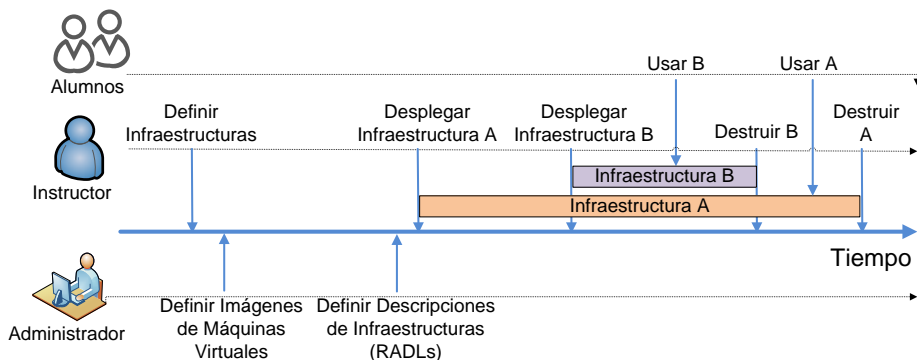 Usar B
Usar A
Alumnos
Definir
Infraestructuras
Desplegar
Infraestructura A
Desplegar
Infraestructura B
Destruir B
Destruir
A
Instructor
Infraestructura B
Infraestructura A
Tiempo
Administrador
Definir Imágenes
de Máquinas
Virtuales
Definir Descripciones
de Infraestructuras
(RADLs)